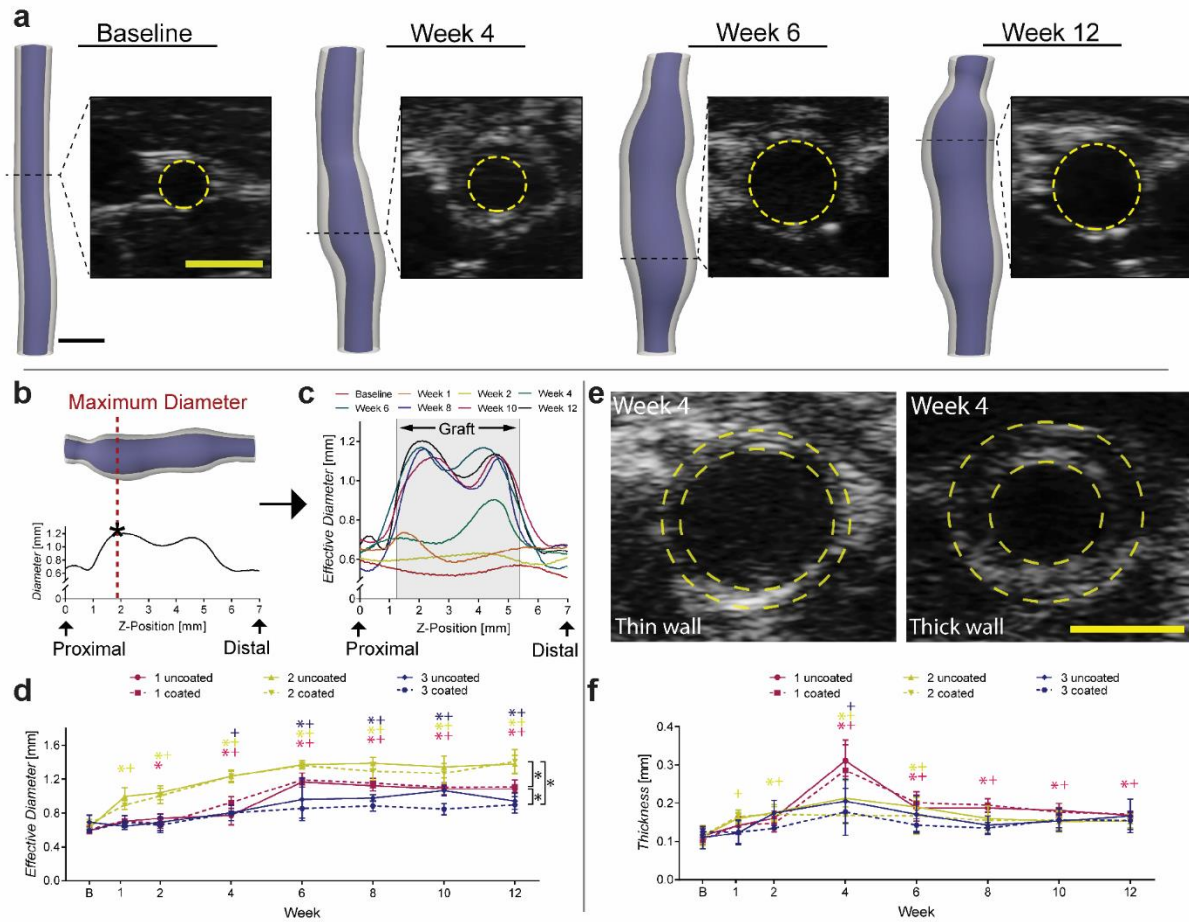 a
Baseline
Week 4
Week 6
Week 12
b
Maximum Diameter
Diameter [mm]
1.2
1.0
0.8
0.6
0
0 1 2 3 4 5 6 7
Z-Position [mm]
Proximal
Distal
c
Baseline Week 1 Week 2 Week 4
Week 6 Week 8 Week 10 Week 12
Graft
Effective Diameter [mm]
1.2
1.0
0.8
0.6
0
0 1 2 3 4 5 6 7
Z-Position [mm]
Proximal
Distal
e
Week 4
Thin wall
Week 4
Thick wall
d
1 uncoated 2 uncoated 3 uncoated
1 coated 2 coated 3 coated
Effective Diameter [mm]
1.8
1.5
1.2
0.9
0.6
0.3
0.0
+
*+ *+ *+ *+ *+
*+ *+ *+ *+ *+ *+ *+
* *+ *+ *+ *+ *+
*
*
*
B 1 2 4 6 8 10 12
Week
f
1 uncoated 2 uncoated 3 uncoated
1 coated 2 coated 3 coated
Thickness [mm]
0.4
0.3
0.2
0.1
0.0
+
*+
*+
+ *+ *+
*+ *+ *+ *+
B 1 2 4 6 8 10 12
Week